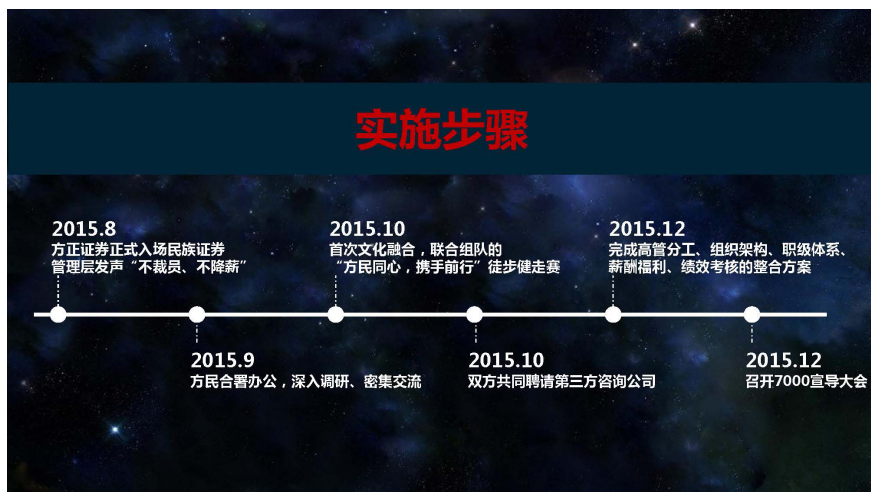 实施步骤
2015.8
方正证券正式入场民族证券
管理层发声“不裁员、不降薪”
2015.10
首次文化融合，联合组队的
“方民同心，携手前行”徒步健走赛
2015.12
完成高管分工、组织架构、职级体系、
薪酬福利、绩效考核的整合方案
2015.9
方民合署办公，深入调研、密集交流
2015.10
双方共同聘请第三方咨询公司
2015.12
召开7000宣导大会